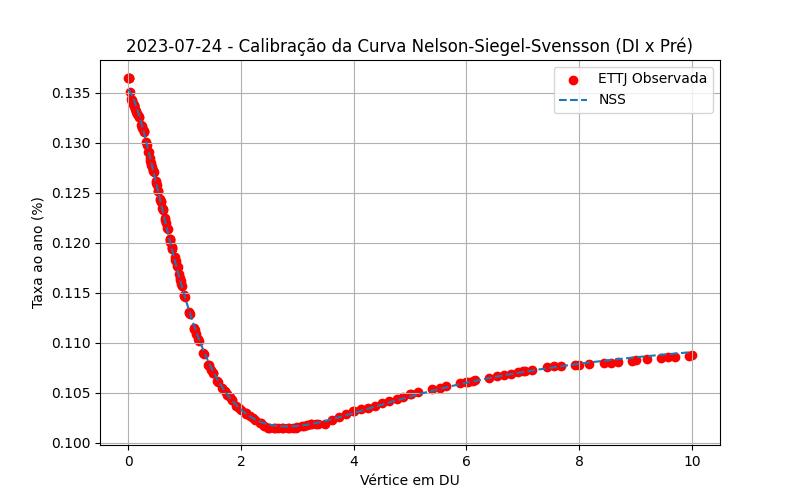 2023-07-24 - Calibração da Curva Nelson-Siegel-Svensson (DI x Pré)
ETTJ Observada
NSS
Taxa ao ano (%)
0.135
0.130
0.125
0.120
0.115
0.110
0.105
0.100
0 2 4 6 8 10
Vértice em DU